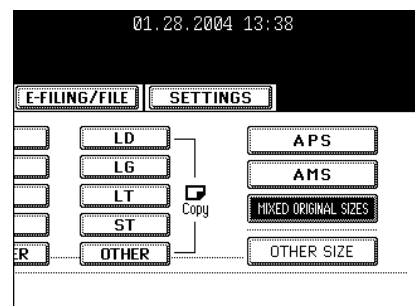 01.28.2004 13:38
E-FILING/FILE SETTINGS
LD APS
LG AMS
LT Copy MIXED ORIGINAL SIZES
ST
ER OTHER OTHER SIZE